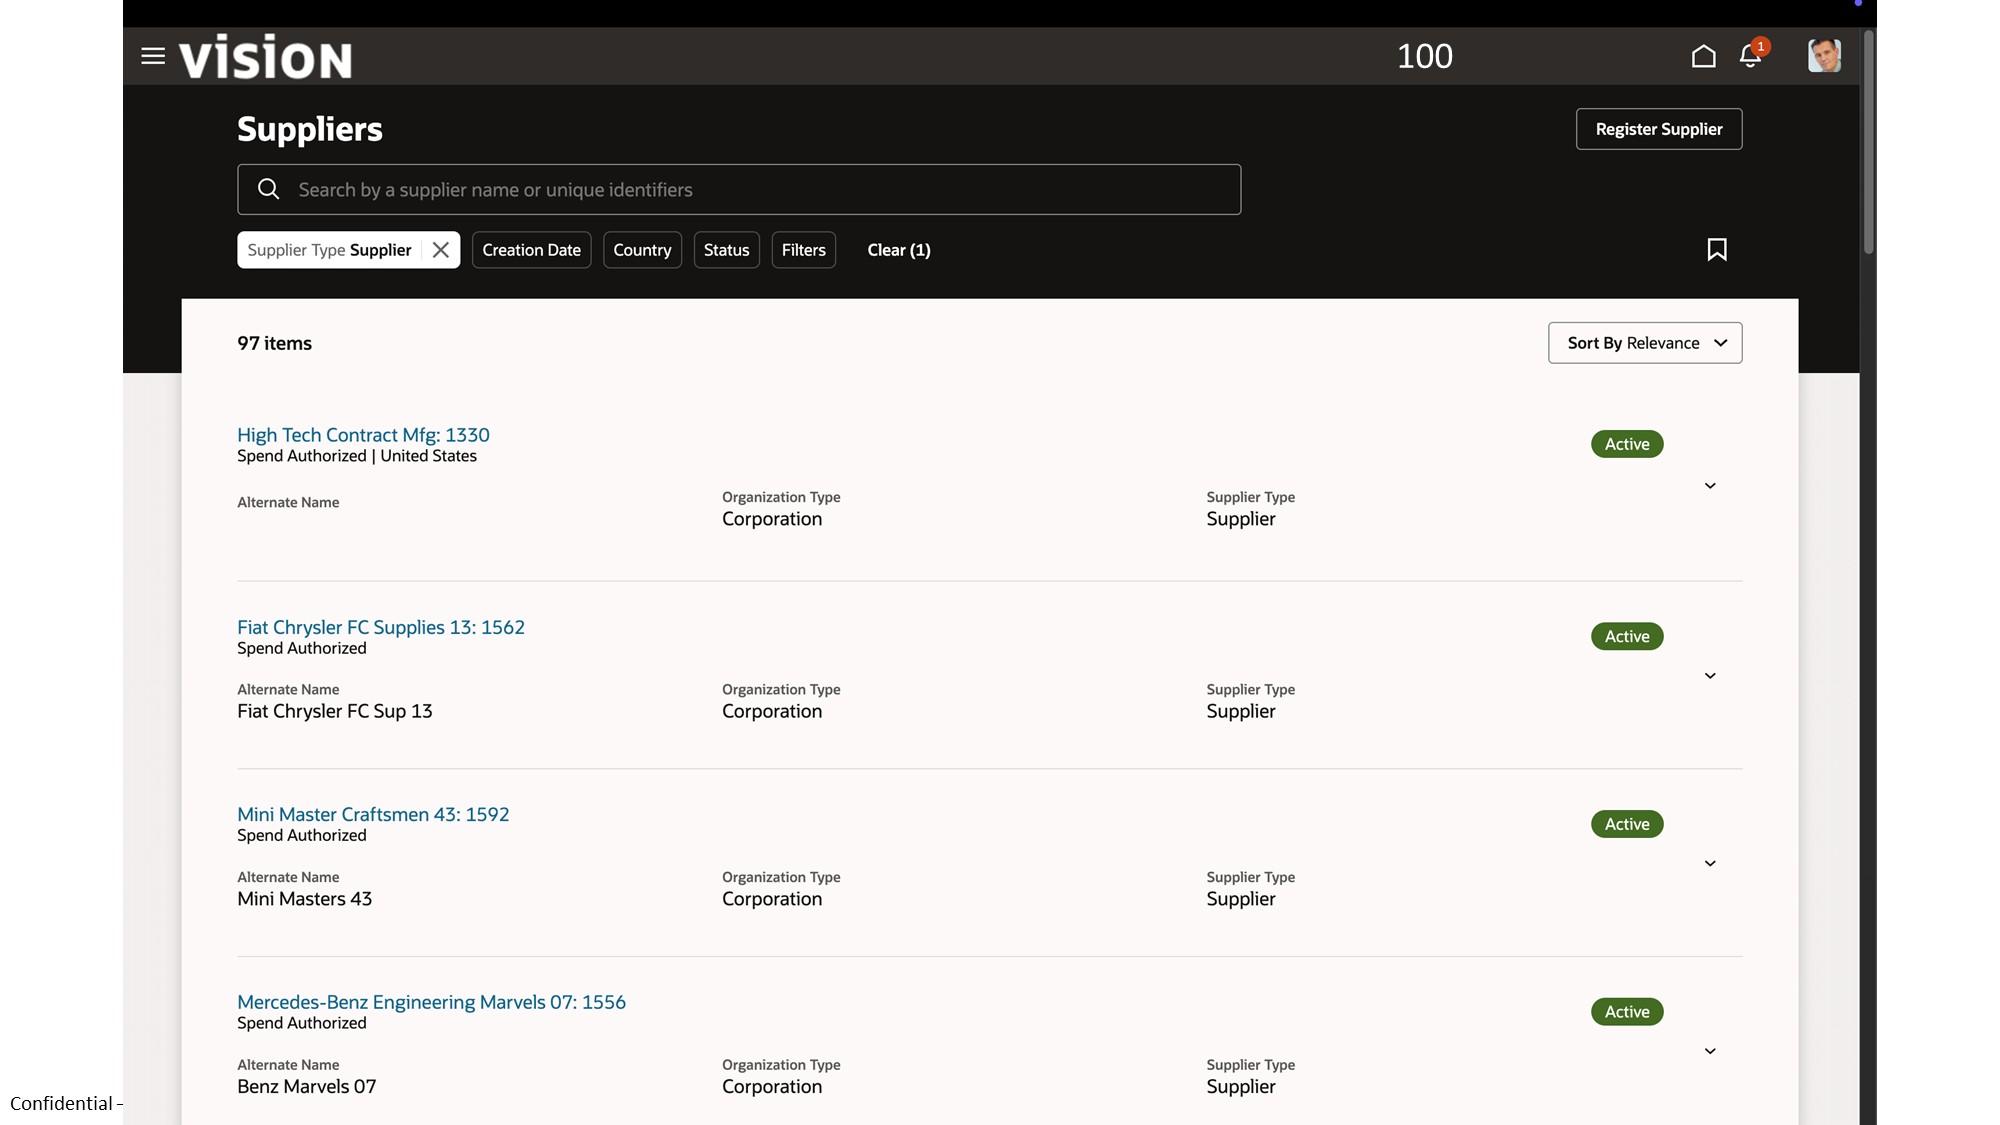 vision
100
1
Suppliers
Register Supplier
Search by a supplier name or unique identifiers
Supplier Type Supplier
Creation Date
Country
Status
Filters
Clear (1)
97 items
Sort By Relevance
High Tech Contract Mfg: 1330
Spend Authorized | United States
Active
Alternate Name
Organization Type
Corporation
Supplier Type
Supplier
Fiat Chrysler FC Supplies 13: 1562
Spend Authorized
Active
Alternate Name
Fiat Chrysler FC Sup 13
Organization Type
Corporation
Supplier Type
Supplier
Mini Master Craftsmen 43: 1592
Spend Authorized
Active
Alternate Name
Mini Masters 43
Organization Type
Corporation
Supplier Type
Supplier
Mercedes-Benz Engineering Marvels 07: 1556
Spend Authorized
Active
Alternate Name
Benz Marvels 07
Organization Type
Corporation
Supplier Type
Supplier
Confidential –